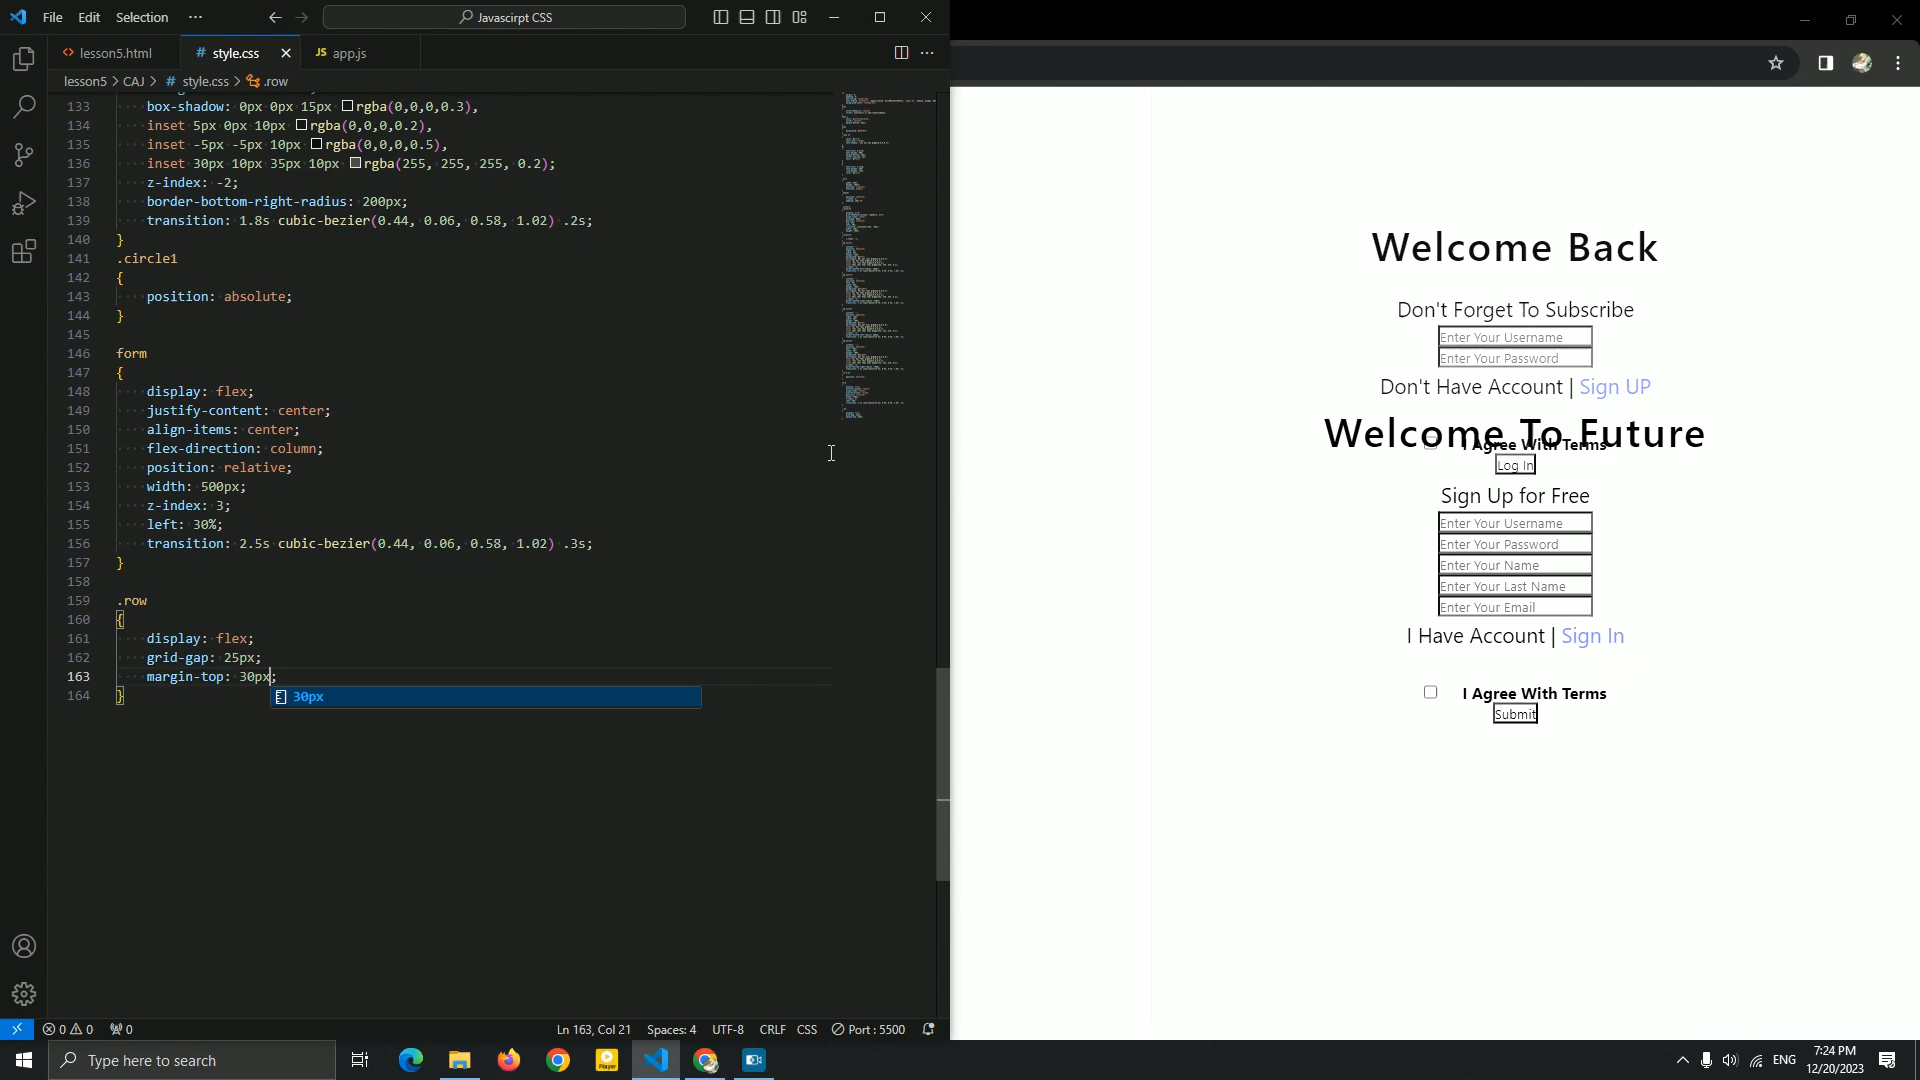 File Edit Selection ··· Javascirpt CSS
lesson5.html # style.css JS app.js
lesson5 > CAJ > # style.css > .row
133 box-shadow: 0px 0px 15px rgba(0,0,0,0.3),
134 inset 5px 0px 10px rgba(0,0,0,0.2),
135 inset -5px -5px 10px rgba(0,0,0,0.5),
136 inset 30px 10px 35px 10px rgba(255, 255, 255, 0.2);
137 z-index: -2;
138 border-bottom-right-radius: 200px;
139 transition: 1.8s cubic-bezier(0.44, 0.06, 0.58, 1.02) .2s;
140 }
141 .circle1
142 {
143 position: absolute;
144 }
145
146 form
147 {
148 display: flex;
149 justify-content: center;
150 align-items: center;
151 flex-direction: column;
152 position: relative;
153 width: 500px;
154 z-index: 3;
155 left: 30%;
156 transition: 2.5s cubic-bezier(0.44, 0.06, 0.58, 1.02) .3s;
157 }
158
159 .row
160 {
161 display: flex;
162 grid-gap: 25px;
163 margin-top: 30px;
30px
164 }
0 0 0 Ln 163, Col 21 Spaces: 4 UTF-8 CRLF CSS Port : 5500
Welcome Back
Don't Forget To Subscribe
Enter Your Username
Enter Your Password
Don't Have Account | Sign UP
Welcome To Future
I Agree With Terms
Log In
Sign Up for Free
Enter Your Username
Enter Your Password
Enter Your Name
Enter Your Last Name
Enter Your Email
I Have Account | Sign In
I Agree With Terms
Submit
Type here to search
Player
ENG
7:24 PM
12/20/2023